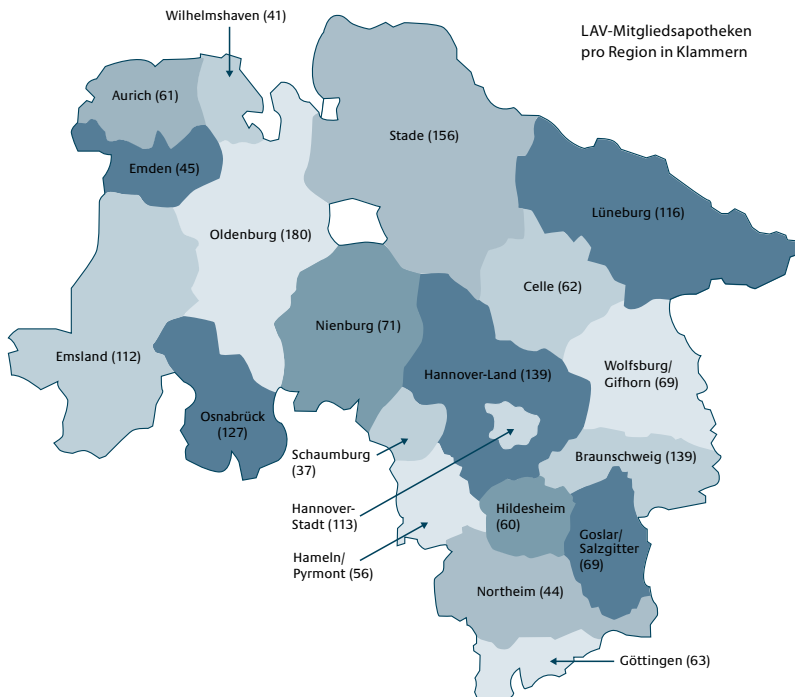 Wilhelmshaven (41)
LAV-Mitgliedsapotheken
pro Region in Klammern
Aurich (61)
Stade (156)
Emden (45)
Lüneburg (116)
Oldenburg (180)
Celle (62)
Nienburg (71)
Emsland (112)
Hannover-Land (139)
Wolfsburg/
Gifhorn (69)
Osnabrück
(127)
Schaumburg
(37)
Braunschweig (139)
Hannover-
Stadt (113)
Hildesheim
(60)
Goslar/
Salzgitter
(69)
Hameln/
Pyrmont (56)
Northeim (44)
Göttingen (63)